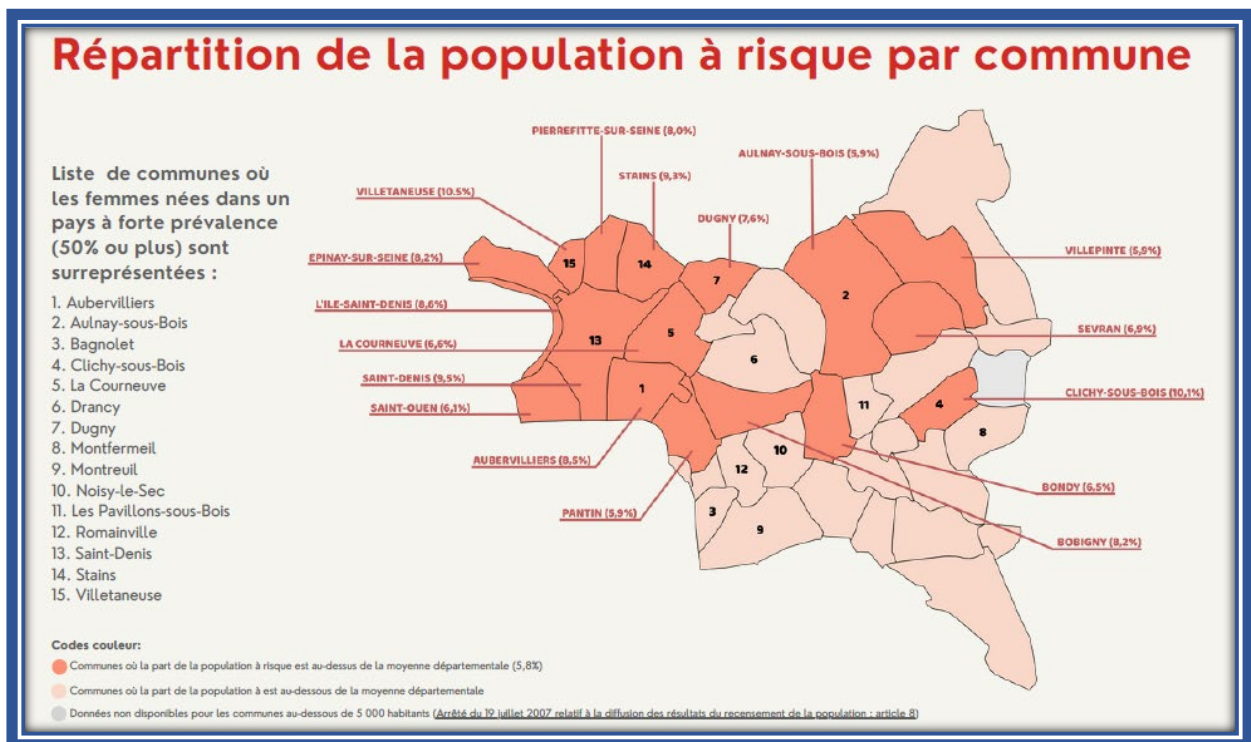 Répartition de la population à risque par commune
Liste de communes où
les femmes nées dans un
pays à forte prévalence
(50% ou plus) sont
surreprésentées :
1. Aubervilliers
2. Aulnay-sous-Bois
3. Bagnolet
4. Clichy-sous-Bois
5. La Courneuve
6. Drancy
7. Dugny
8. Montfermeil
9. Montreuil
10. Noisy-le-Sec
11. Les Pavillons-sous-Bois
12. Romainville
13. Saint-Denis
14. Stains
15. Villetaneuse
PIERREFITTE-SUR-SEINE (8,0%)
AULNAY-SOUS-BOIS (5,9%)
STAINS (9,3%)
VILLETANEUSE (10.5%)
DUGNY (7,6%)
VILLEPINTE (5,9%)
EPINAY-SUR-SEINE (8,2%)
15
14
7
2
L'ILE-SAINT-DENIS (8,6%)
SEVRAN (6,9%)
LA COURNEUVE (6,6%)
13
5
6
SAINT-DENIS (9,5%)
1
11
4
CLICHY-SOUS-BOIS (10,1%)
SAINT-OUEN (6,1%)
8
AUBERVILLIERS (8,5%)
12
10
BONDY (6,5%)
PANTIN (5,9%)
3
9
BOBIGNY (8,2%)
Codes couleur:
Communes où la part de la population à risque est au-dessus de la moyenne départementale (5,8%)
Communes où la part de la population à est au-dessous de la moyenne départementale
Données non disponibles pour les communes au-dessous de 5 000 habitants (Arrêté du 19 juillet 2007 relatif à la diffusion des résultats du recensement de la population : article 8)